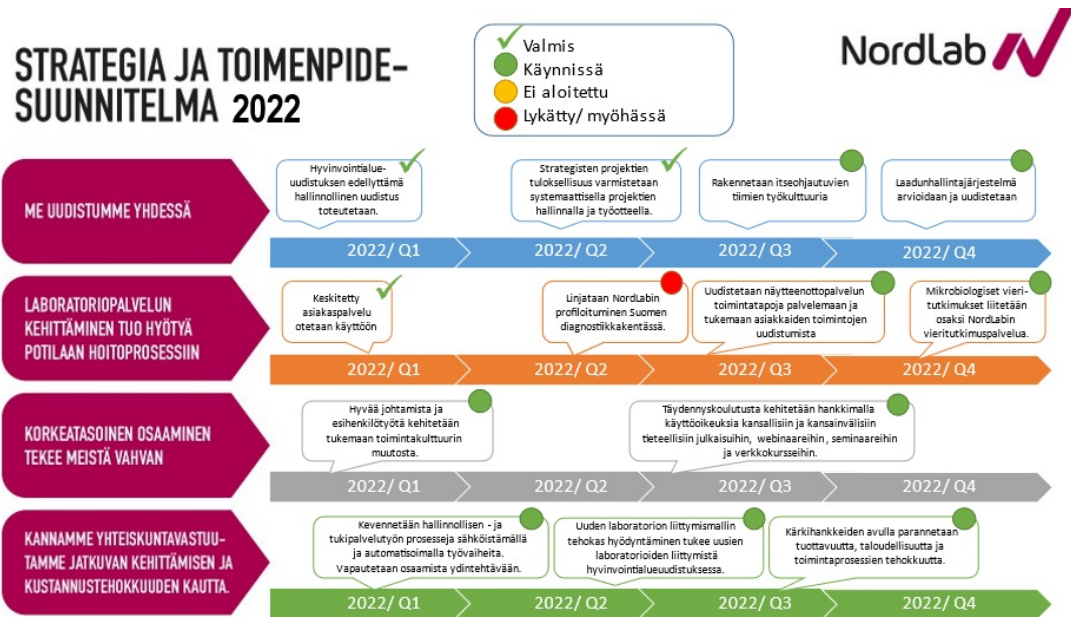 STRATEGIA JA TOIMENPIDE-
SUUNNITELMA 2022
Valmis
Käynnissä
Ei aloitettu
Lykätty/ myöhässä
NordLab
ME UUDISTUMME YHDESSÄ
Hyvinvointialue-
uudistuksen edellyttämä
hallinnollinen uudistus
toteutetaan.
Strategisten projektien
tuloksellisuus varmistetaan
systemaattisella projektien
hallinnalla ja työotteella.
Rakennetaan itseohjautuvien
tiimien työkulttuuria
Laadunhallintajärjestelmä
arvioidaan ja uudistetaan
2022/ Q1
2022/ Q2
2022/ Q3
2022/ Q4
LABORATORIOPALVELUN
KEHITTÄMINEN TUO HYÖTYÄ
POTILAAN HOITOPROSESSIIN
Keskitetty
asiakaspalvelu
otetaan käyttöön
Linjataan NordLabin
profiloituminen Suomen
diagnostiikkakentässä.
Uudistetaan näytteenottopalvelun
toimintatapoja palvelemaan ja
tukemaan asiakkaiden toimintojen
uudistumista
Mikrobiologiset vieri-
tutkimukset liitetään
osaksi NordLabin
vieritutkimuspalvelua.
2022/ Q1
2022/ Q2
2022/ Q3
2022/ Q4
KORKEATASOINEN OSAAMINEN
TEKEE MEISTÄ VAHVAN
Hyvää johtamista ja
esihenkilötyötä kehitetään
tukemaan toimintakulttuurin
muutosta.
Täydennyskoulutusta kehitetään hankkimalla
käyttöoikeuksia kansallisiin ja kansainvälisiin
tieteellisiin julkaisuihin, webinaareihin, seminaareihin
ja verkkokursseihin.
2022/ Q1
2022/ Q2
2022/ Q3
2022/ Q4
KANNAMME YHTEISKUNTAVASTUU-
TAMME JATKUVAN KEHITTÄMISEN JA
KUSTANNUSTEHOKKUUDEN KAUTTA.
Kevennetään hallinnollisen - ja
tukipalvelutyön prosesseja sähköistämällä
ja automatisoimalla työvaiheita.
Vapautetaan osaamista ydintehtävään.
Uuden laboratorion liittymismallin
tehokas hyödyntäminen tukee uusien
laboratorioiden liittymistä
hyvinvointialueuudistuksessa.
Kärkihankkeiden avulla parannetaan
tuottavuutta, taloudellisuutta ja
toimintaprosessien tehokkuutta.
2022/ Q1
2022/ Q2
2022/ Q3
2022/ Q4